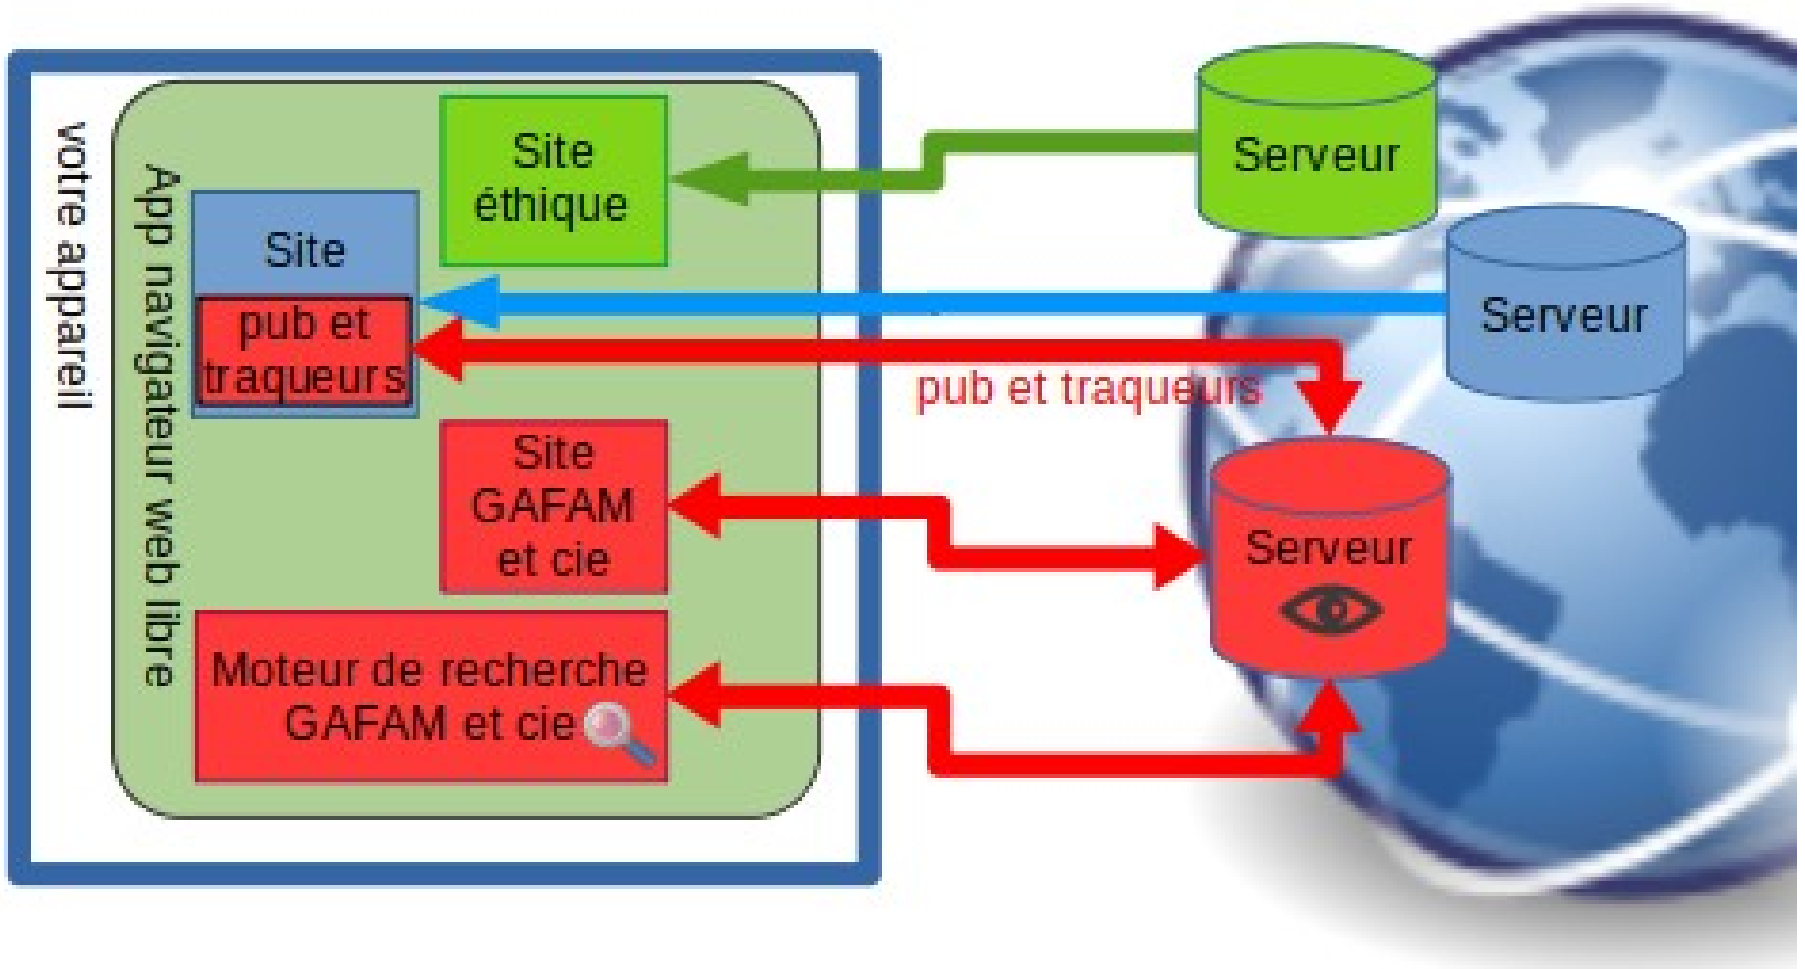 votre appareil
App navigateur web libre
Site
éthique
Site
pub et
traqueurs
Site
GAFAM
et cie
Moteur de recherche
GAFAM et cie
pub et traqueurs
Serveur
Serveur
Serveur